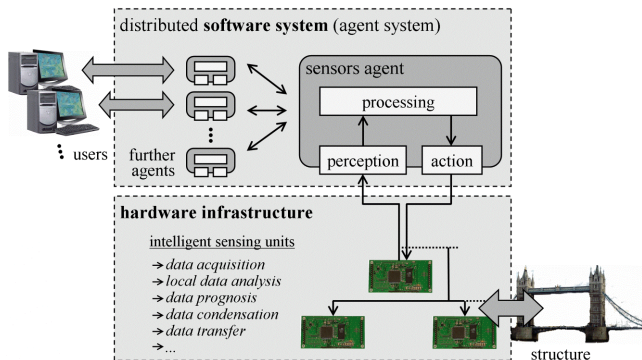 distributed software system (agent system)
sensors agent
processing
perception
action
users
further
agents
hardware infrastructure
intelligent sensing units
→data acquisition
→local data analysis
→data prognosis
→data condensation
→data transfer
→...
structure